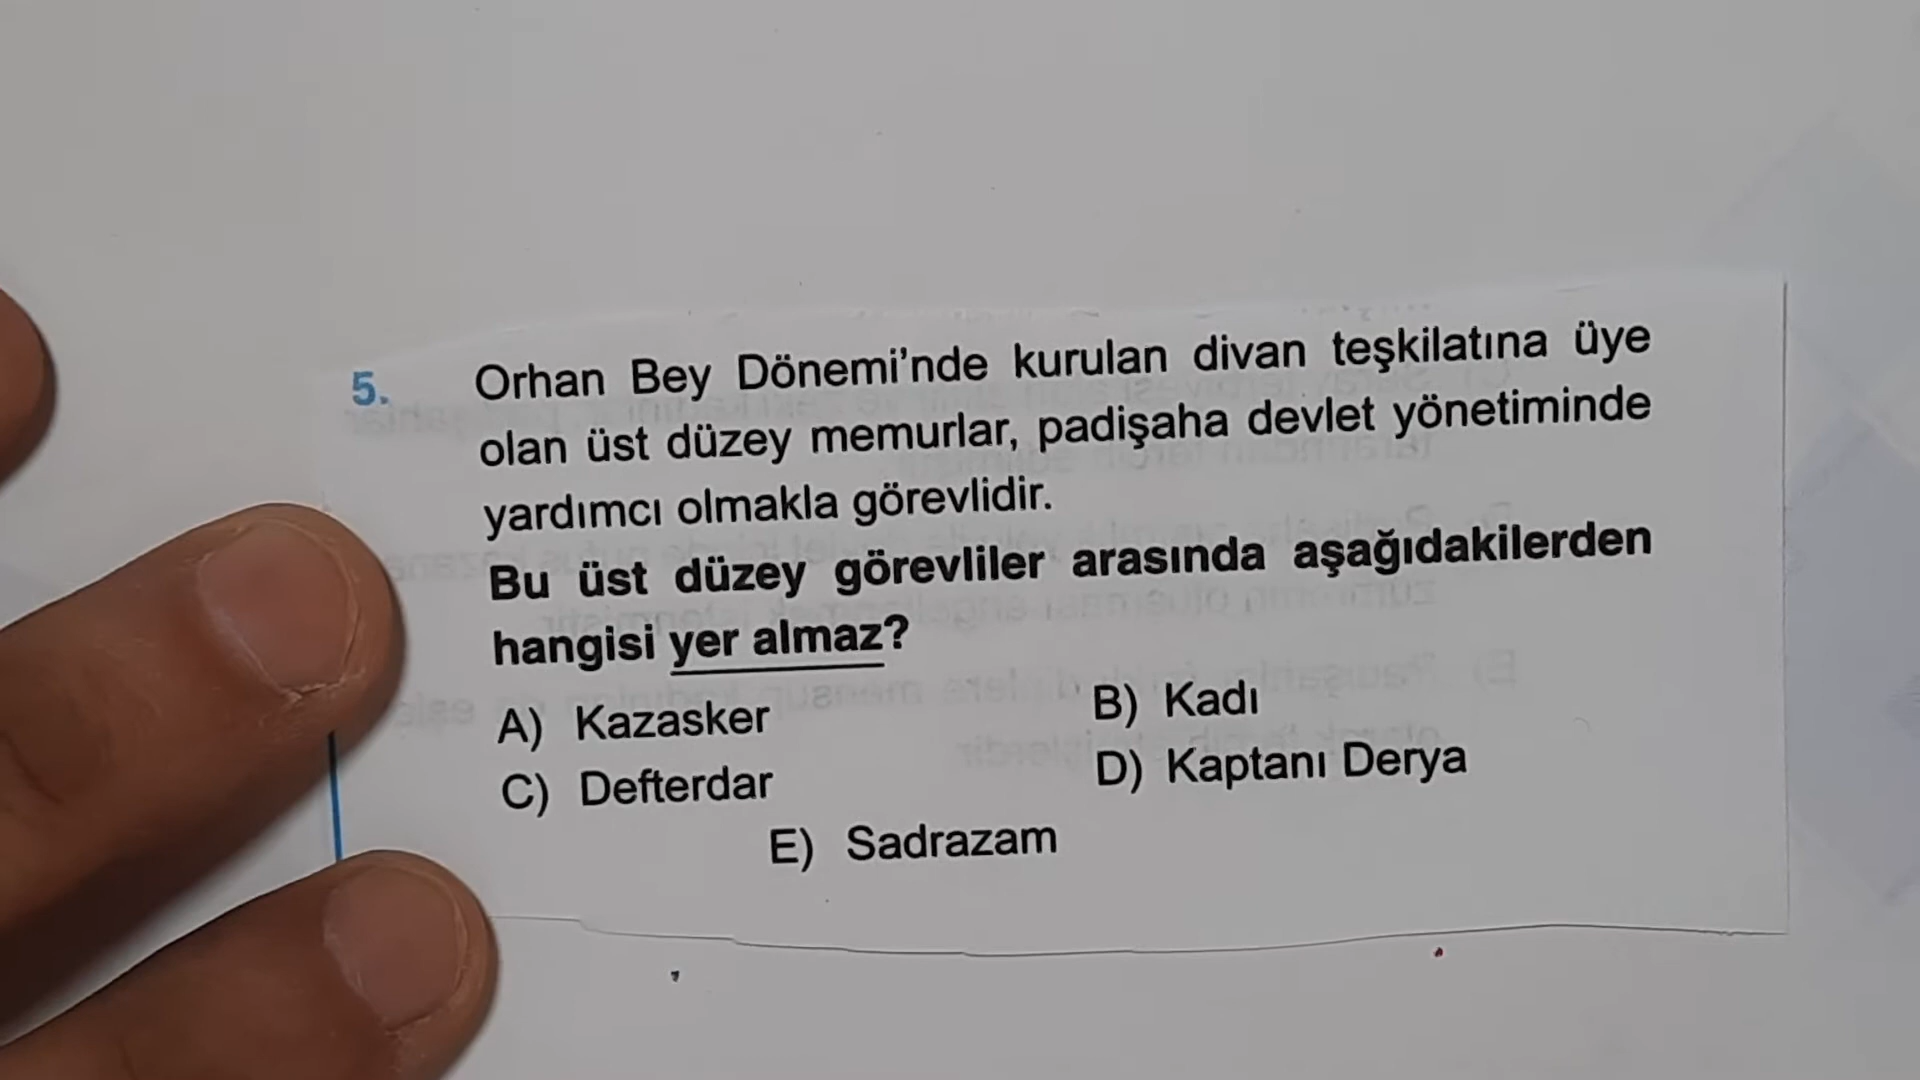 5. Orhan Bey Dönemi'nde kurulan divan teşkilatına üye
olan üst düzey memurlar, padişaha devlet yönetiminde
yardımcı olmakla görevlidir.
Bu üst düzey görevliler arasında aşağıdakilerden
hangisi yer almaz?
A) Kazasker B) Kadı
C) Defterdar D) Kaptanı Derya
E) Sadrazam